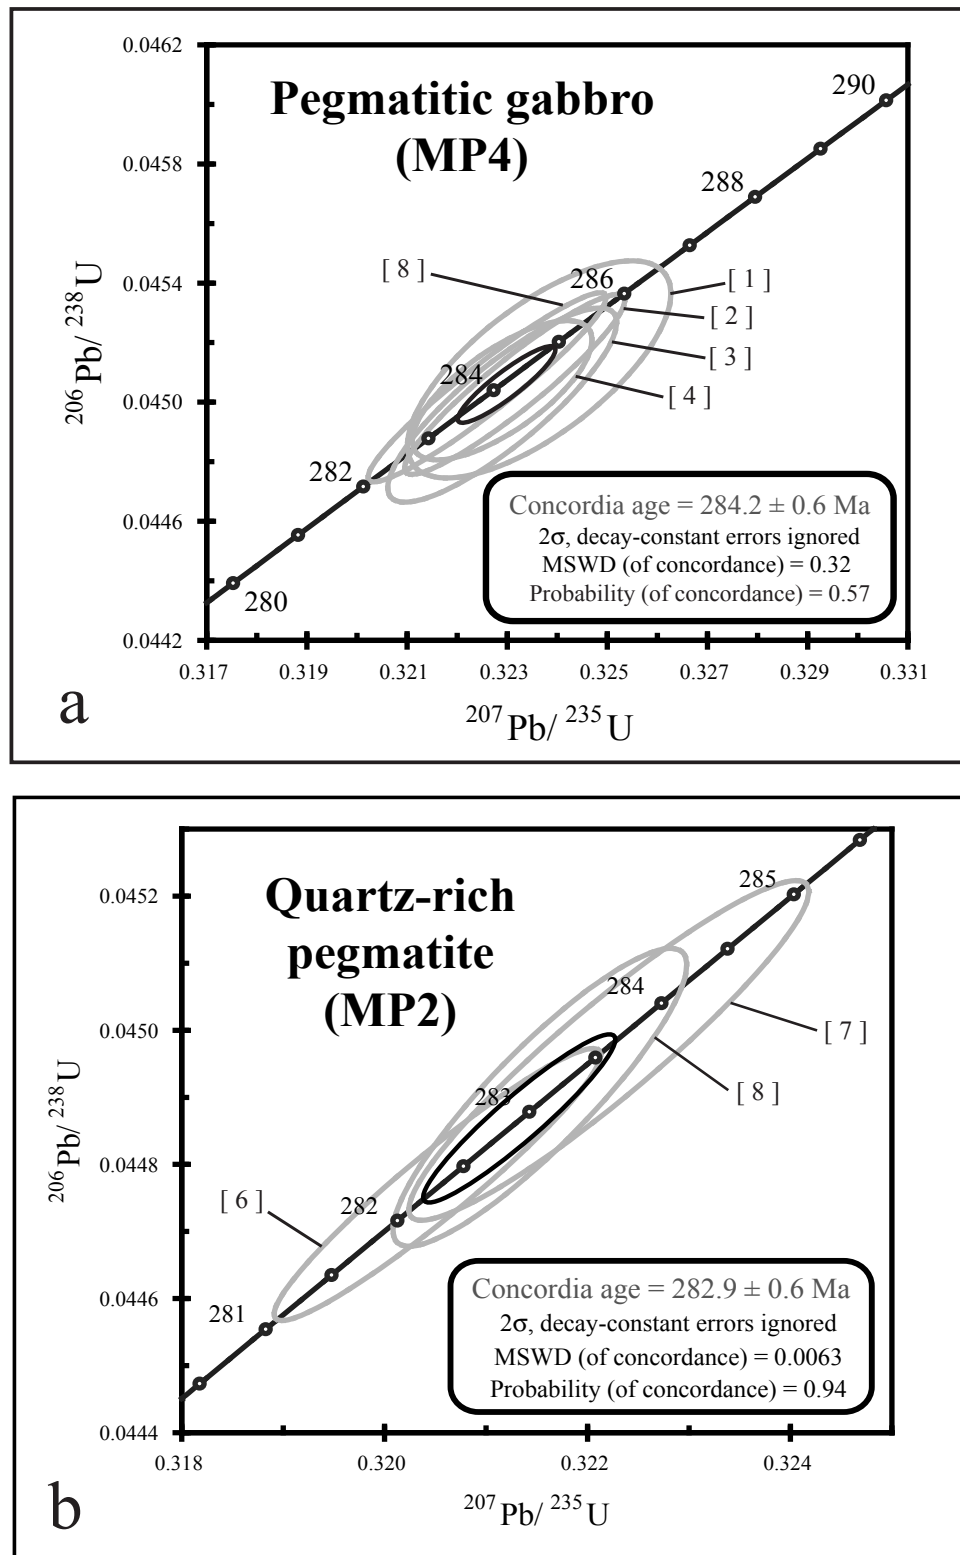 0.0462
0.0458
0.0454
0.0450
0.0446
0.0442
206Pb/ 238U
Pegmatitic gabbro
(MP4)
290
288
286
284
282
280
[ 8 ]
[ 1 ]
[ 2 ]
[ 3 ]
[ 4 ]
Concordia age = 284.2 ± 0.6 Ma
2σ, decay-constant errors ignored
MSWD (of concordance) = 0.32
Probability (of concordance) = 0.57
0.317 0.319 0.321 0.323 0.325 0.327 0.329 0.331
207Pb/ 235U
a
0.0452
0.0450
0.0448
0.0446
0.0444
206Pb/ 238U
Quartz-rich
pegmatite
(MP2)
285
284
283
282
281
[ 7 ]
[ 8 ]
[ 6 ]
Concordia age = 282.9 ± 0.6 Ma
2σ, decay-constant errors ignored
MSWD (of concordance) = 0.0063
Probability (of concordance) = 0.94
0.318 0.320 0.322 0.324
207Pb/ 235U
b